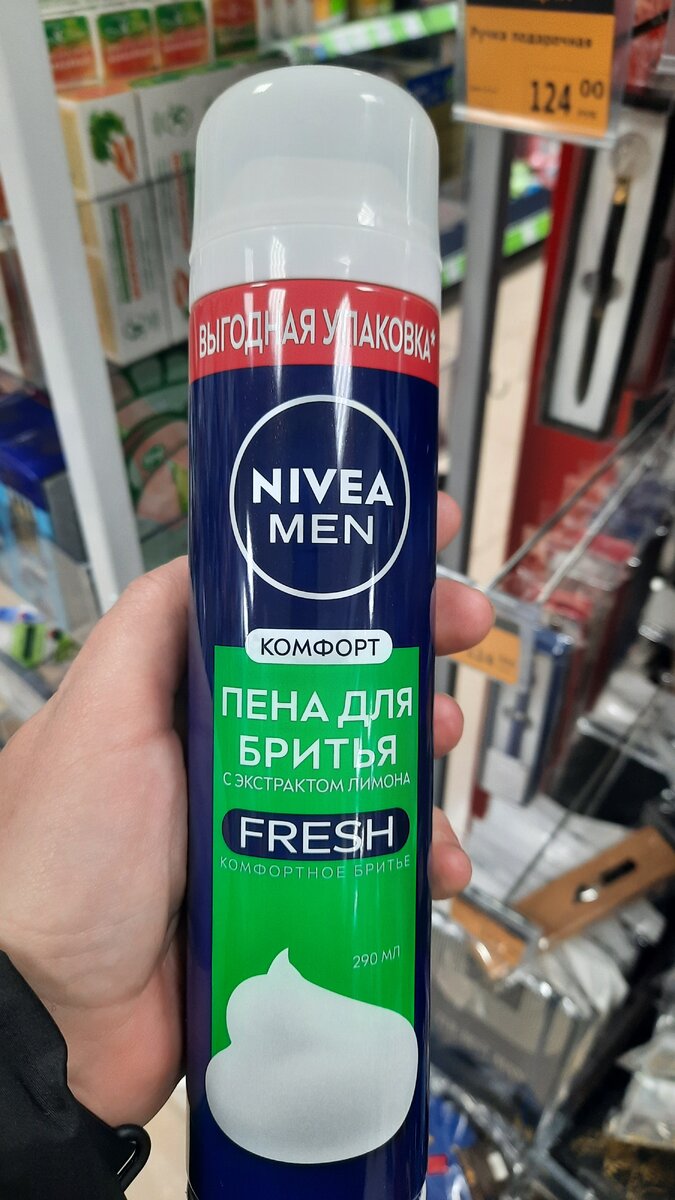 Ручка подарочная
124 00
ВЫГОДНАЯ УПАКОВКА*
NIVEA
MEN
КОМФОРТ
ПЕНА ДЛЯ
БРИТЬЯ
С ЭКСТРАКТОМ ЛИМОНА
FRESH
КОМФОРТНОЕ БРИТЬЕ
290 МЛ